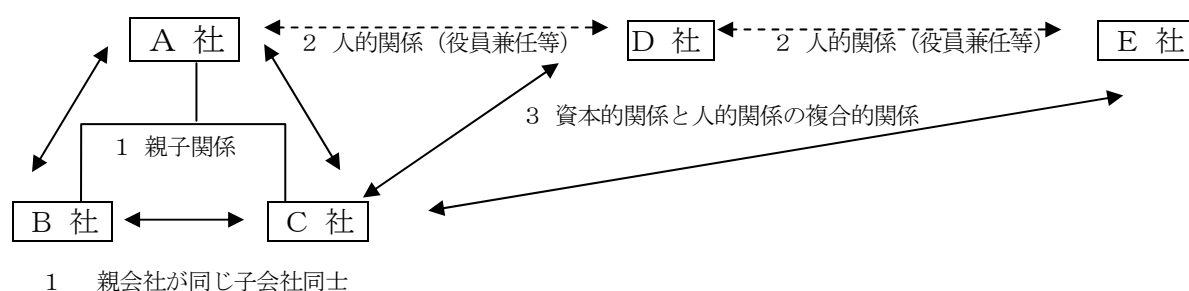 A 社
2 人的関係（役員兼任等）
D 社
2 人的関係（役員兼任等）
E 社
3 資本的関係と人的関係の複合的関係
1 親子関係
B 社
C 社
1 親会社が同じ子会社同士